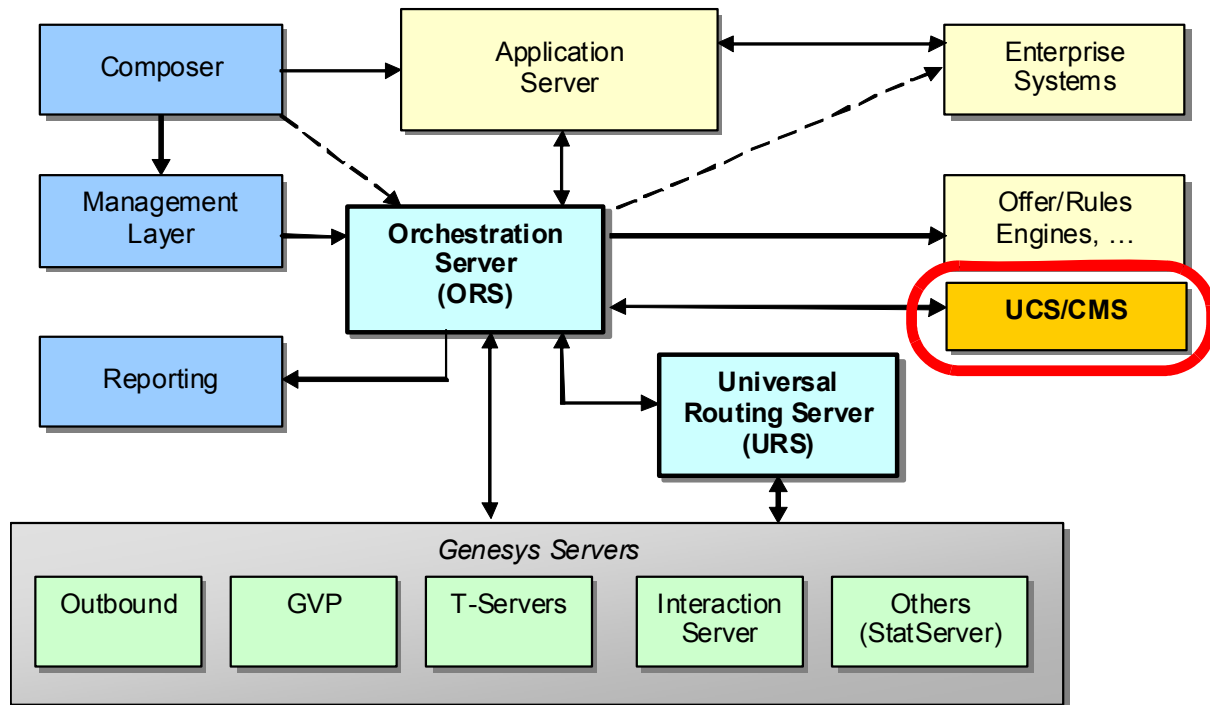 Composer
Application
Server
Enterprise
Systems
Management
Layer
Orchestration
Server
(ORS)
Offer/Rules
Engines, …
UCS/CMS
Reporting
Universal
Routing Server
(URS)
Genesys Servers
Outbound
GVP
T-Servers
Interaction
Server
Others
(StatServer)